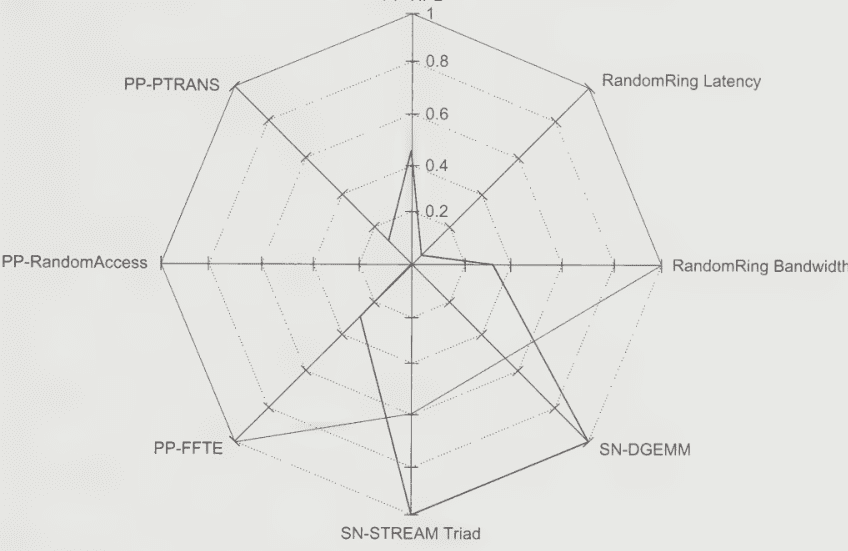 1
0.8
PP-PTRANS
RandomRing Latency
0.6
0.4
0.2
PP-RandomAccess
RandomRing Bandwidth
PP-FFTE
SN-DGEMM
SN-STREAM Triad